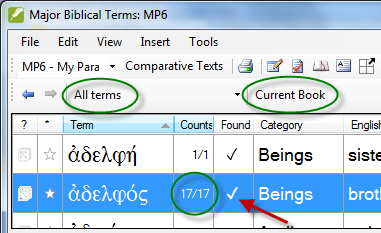 Major Biblical Terms: MP6
File Edit View Insert Tools
MP6 - My Para Comparative Texts
All terms Current Book
? * Term Counts Found Category English
ἀδελφή 1/1 ✓ Beings siste
ἀδελφός 17/17 ✓ Beings broth